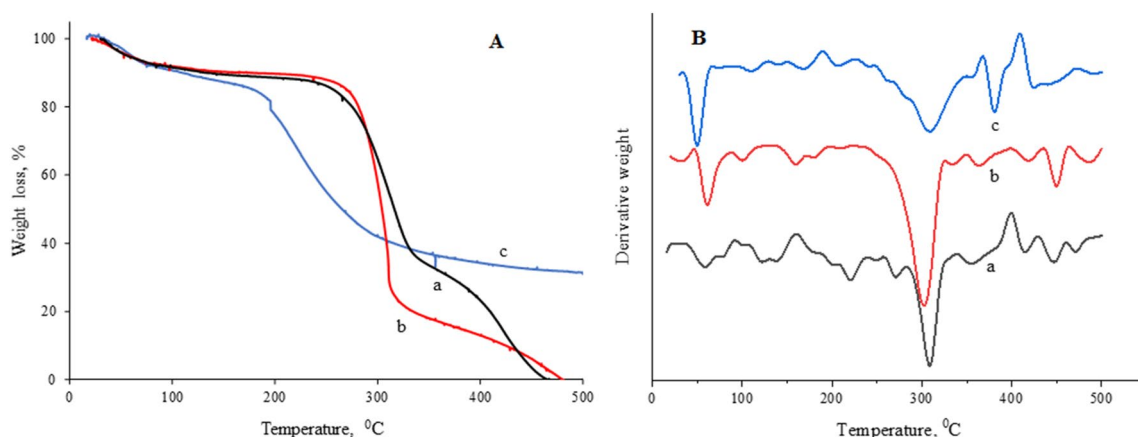 A
Weight loss, %
100
80
60
40
20
0
c
a
b
0 100 200 300 400 500
Temperature, ⁰C
B
Derivative weight
c
b
a
0 100 200 300 400 500
Temperature, ⁰C